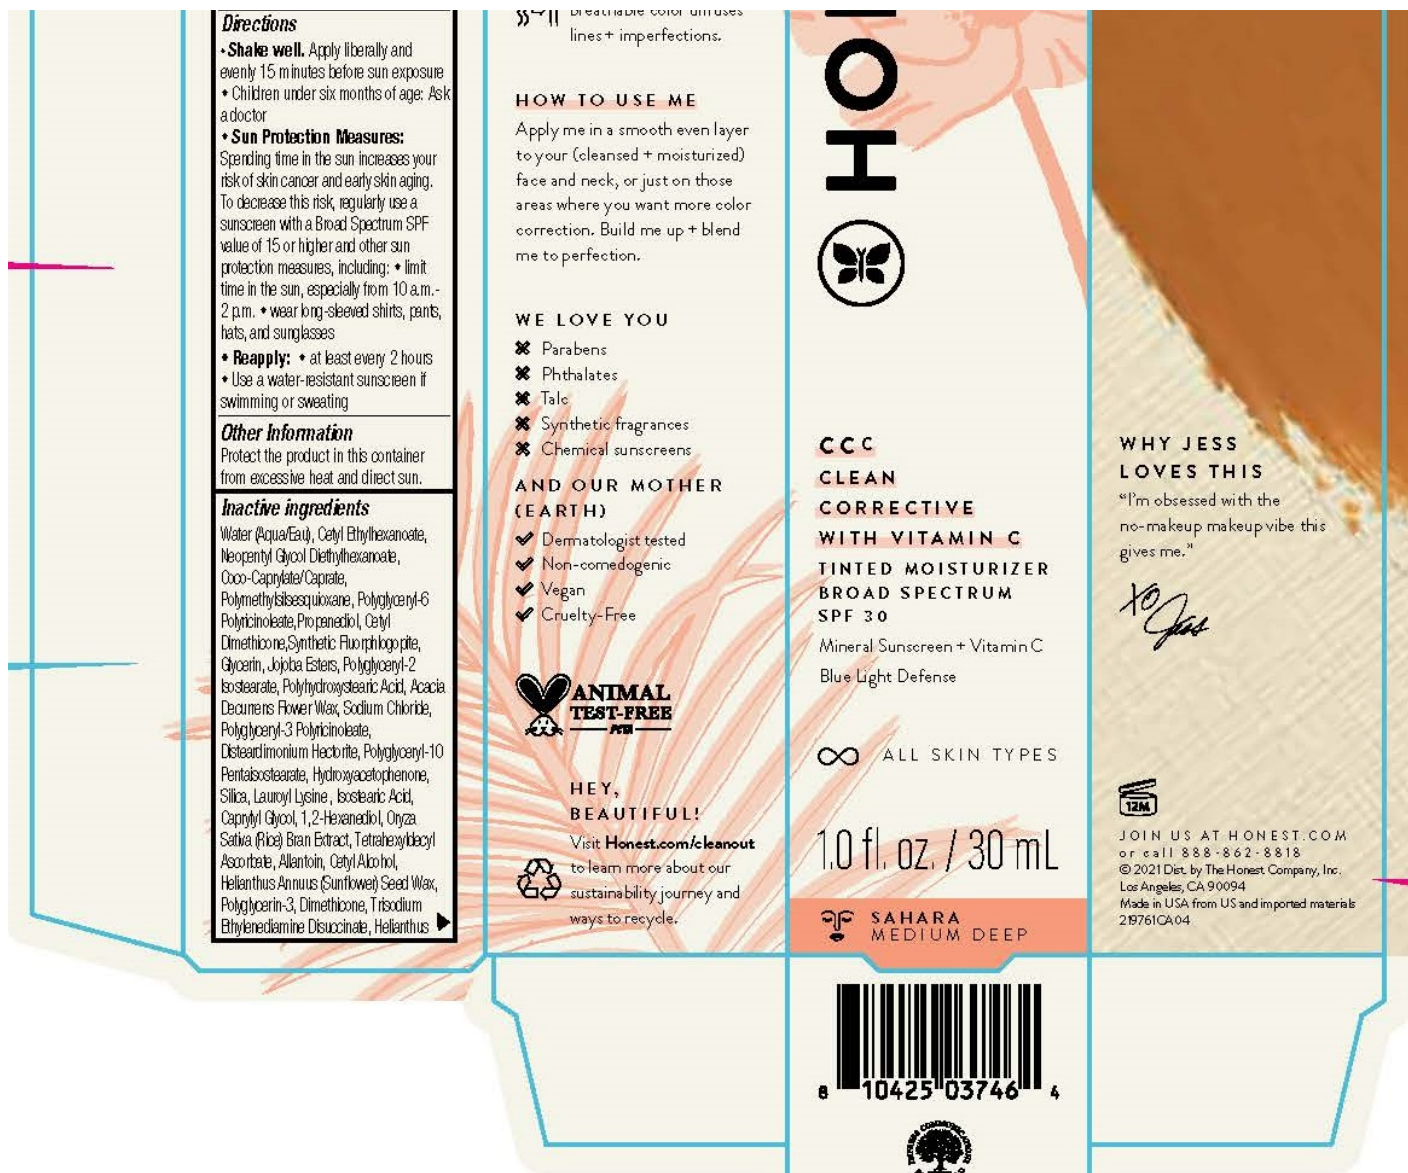 Directions
• Shake well. Apply liberally and
evenly 15 minutes before sun exposure
• Children under six months of age: Ask
a doctor
• Sun Protection Measures:
Spending time in the sun increases your
risk of skin cancer and early skin aging.
To decrease this risk, regularly use a
sunscreen with a Broad Spectrum SPF
value of 15 or higher and other sun
protection measures, including: • limit
time in the sun, especially from 10 a.m.-
2 p.m. • wear long-sleeved shirts, pants,
hats, and sunglasses
• Reapply: • at least every 2 hours
• Use a water-resistant sunscreen if
swimming or sweating
Other Information
Protect the product in this container
from excessive heat and direct sun.
Inactive ingredients
Water (Aqua/Eau), Cetyl Ethylhexanoate,
Neopentyl Glycol Diethylhexanoate,
Coco-Caprylate/Caprate,
Polymethylsilsesquioxane, Polyglyceryl-6
Polyricinoleate,Propanediol, Cetyl
Dimethicone,Synthetic Fluorphlogopite,
Glycerin, Jojoba Esters, Polyglyceryl-2
Isostearate, Polyhydroxystearic Acid, Acacia
Decurrens Flower Wax, Sodium Chloride,
Polyglyceryl-3 Polyricinoleate,
Disteardimonium Hectorite, Polyglyceryl-10
Pentaisostearate, Hydroxyacetophenone,
Silica, Lauroyl Lysine, Isostearic Acid,
Caprylyl Glycol, 1,2-Hexanediol, Oryza
Sativa (Rice) Bran Extract, Tetrahexyldecyl
Ascorbate, Allantoin, Cetyl Alcohol,
Helianthus Annuus (Sunflower) Seed Wax,
Polyglycerin-3, Dimethicone, Trisodium
Ethylenediamine Disuccinate, Helianthus
breathable color diffuses
lines + imperfections.
HOW TO USE ME
Apply me in a smooth even layer
to your (cleansed + moisturized)
face and neck, or just on those
areas where you want more color
correction. Build me up + blend
me to perfection.
WE LOVE YOU
Parabens
Phthalates
Talc
Synthetic fragrances
Chemical sunscreens
AND OUR MOTHER
(EARTH)
Dermatologist tested
Non-comedogenic
Vegan
Cruelty-Free
ANIMAL
TEST-FREE
PETA
HEY,
BEAUTIFUL!
Visit Honest.com/cleanout
to learn more about our
sustainability journey and
ways to recycle.
HO
CCC
CLEAN
CORRECTIVE
WITH VITAMIN C
TINTED MOISTURIZER
BROAD SPECTRUM
SPF 30
Mineral Sunscreen + Vitamin C
Blue Light Defense
ALL SKIN TYPES
1.0 fl. oz. / 30 mL
SAHARA
MEDIUM DEEP
8 10425 03746 4
WHY JESS
LOVES THIS
“I’m obsessed with the
no-makeup makeup vibe this
gives me.”
XO Jess
12M
JOIN US AT HONEST.COM
or call 888-862-8818
© 2021 Dist. by The Honest Company, Inc.
Los Angeles, CA 90094
Made in USA from US and imported materials
219761CA04